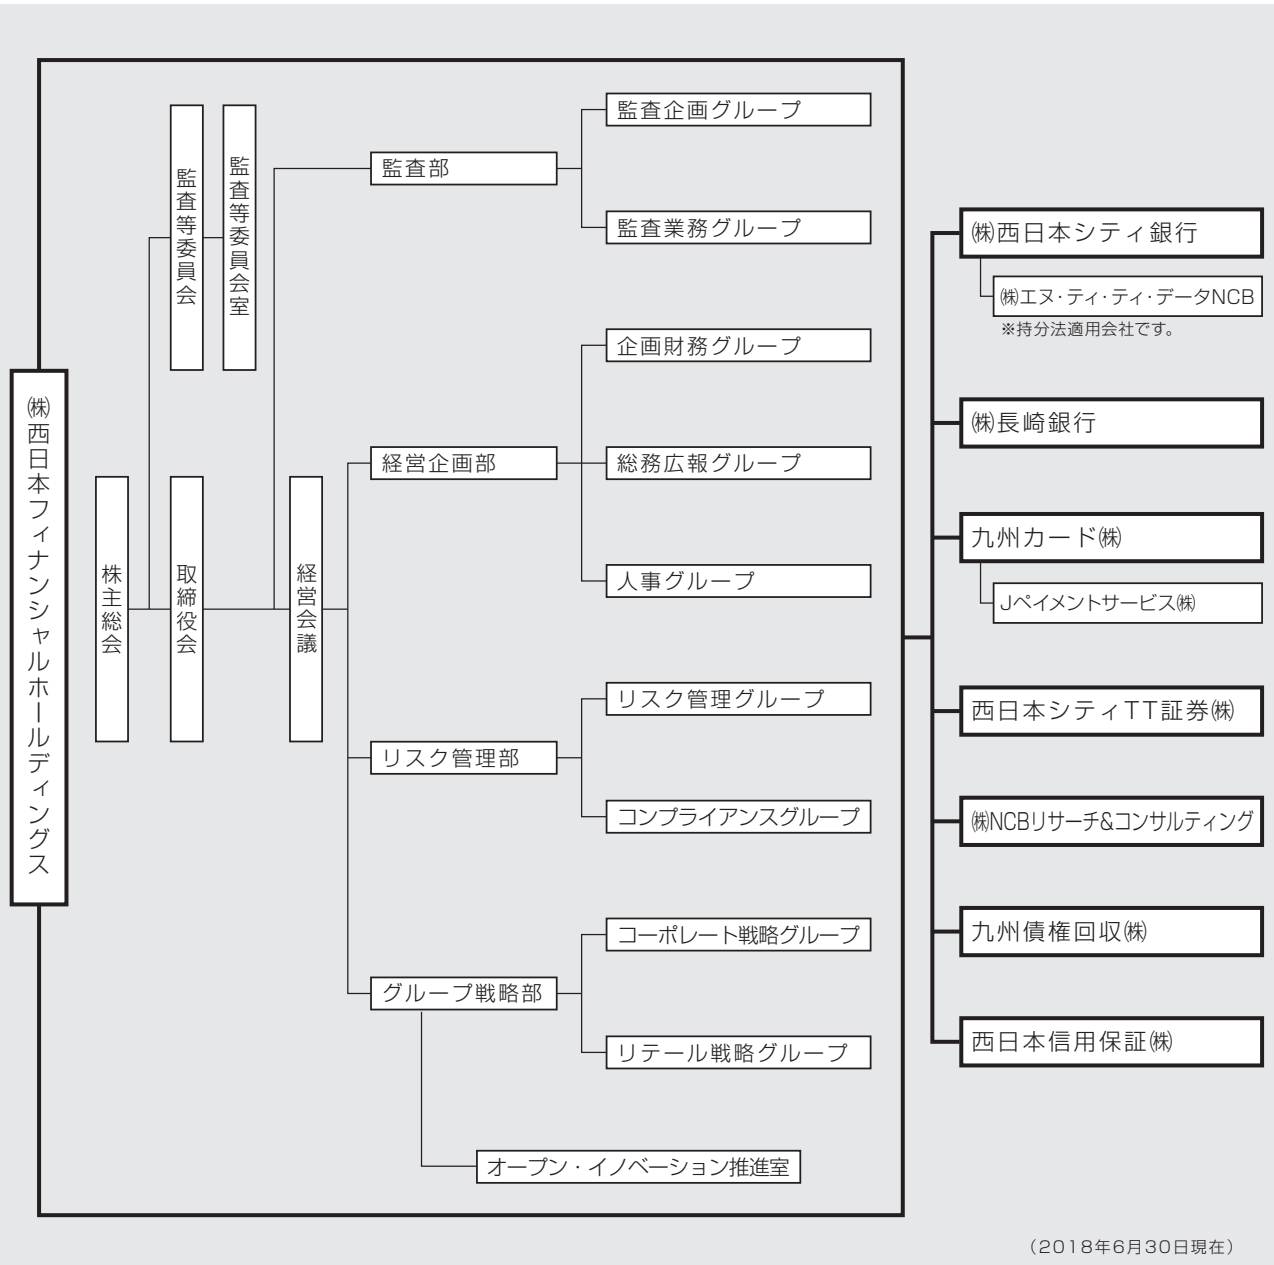 ㈱西日本フィナンシャルホールディングス
株主総会
取締役会
監査等委員会
監査等委員会室
経営会議
監査部
監査企画グループ
監査業務グループ
経営企画部
企画財務グループ
総務広報グループ
人事グループ
リスク管理部
リスク管理グループ
コンプライアンスグループ
グループ戦略部
コーポレート戦略グループ
リテール戦略グループ
オープン・イノベーション推進室
㈱西日本シティ銀行
㈱エヌ・ティ・ティ・データNCB
※持分法適用会社です。
㈱長崎銀行
九州カード㈱
Jペイメントサービス㈱
西日本シティTT証券㈱
㈱NCBリサーチ&コンサルティング
九州債権回収㈱
西日本信用保証㈱
（2018年6月30日現在）